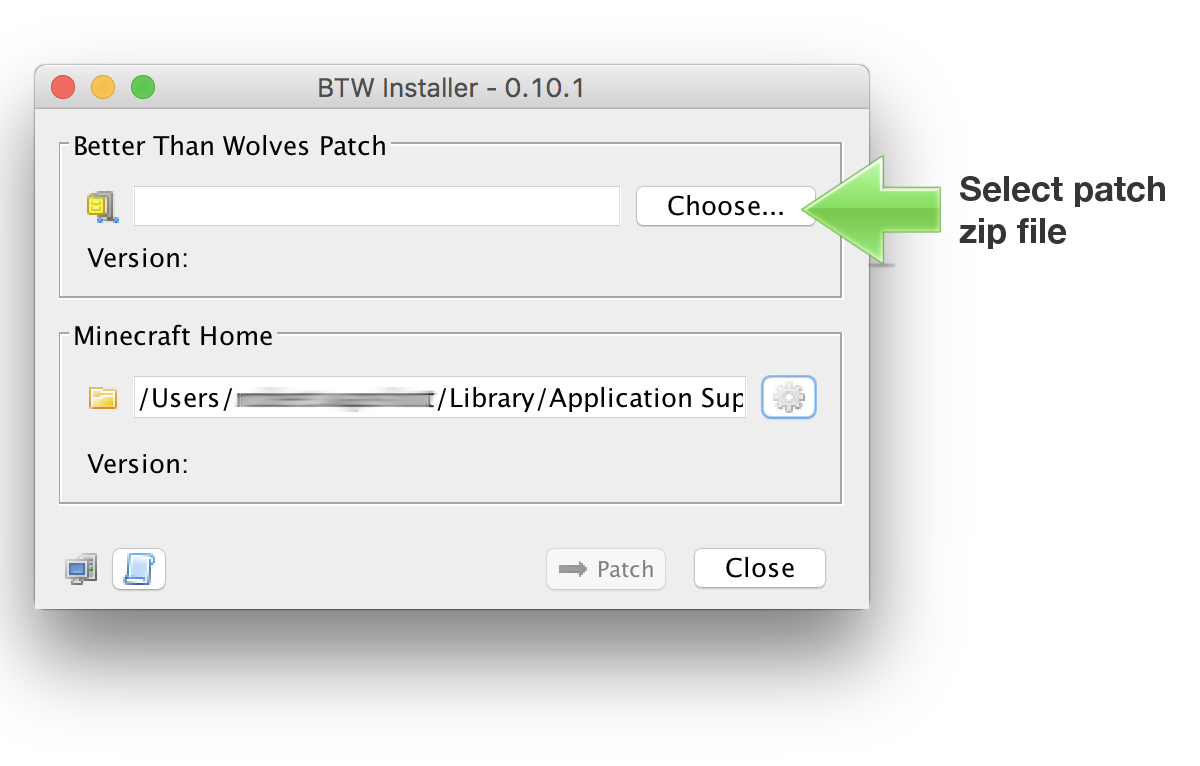 BTW Installer - 0.10.1
Better Than Wolves Patch
Choose...
Select patch
zip file
Version:
Minecraft Home
/Users/ /Library/Application Sup
Version:
Patch
Close